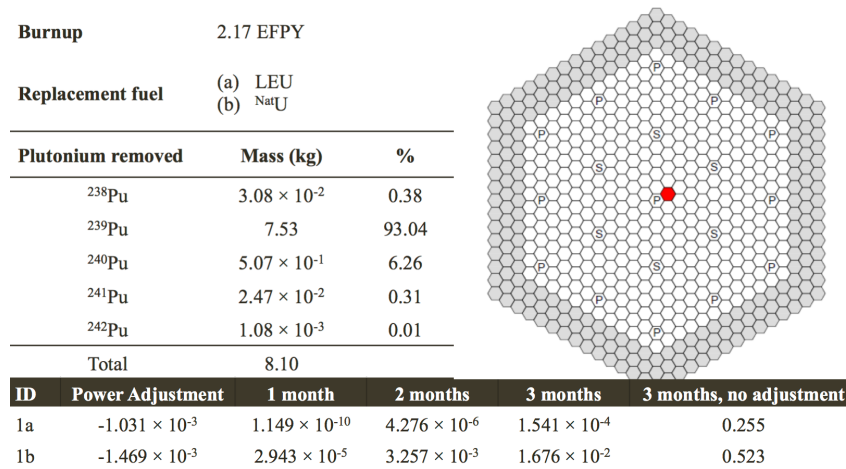 Burnup 2.17 EFPY
Replacement fuel (a) LEU
(b) ᴺᵃᵗU
Plutonium removed Mass (kg) %
²³⁸Pu 3.08 × 10⁻² 0.38
²³⁹Pu 7.53 93.04
²⁴⁰Pu 5.07 × 10⁻¹ 6.26
²⁴¹Pu 2.47 × 10⁻² 0.31
²⁴²Pu 1.08 × 10⁻³ 0.01
Total 8.10
P
P P
P S P
S S
P P P
S S
P S P
P P
P
ID Power Adjustment 1 month 2 months 3 months 3 months, no adjustment
1a -1.031 × 10⁻³ 1.149 × 10⁻¹⁰ 4.276 × 10⁻⁶ 1.541 × 10⁻⁴ 0.255
1b -1.469 × 10⁻³ 2.943 × 10⁻⁵ 3.257 × 10⁻³ 1.676 × 10⁻² 0.523